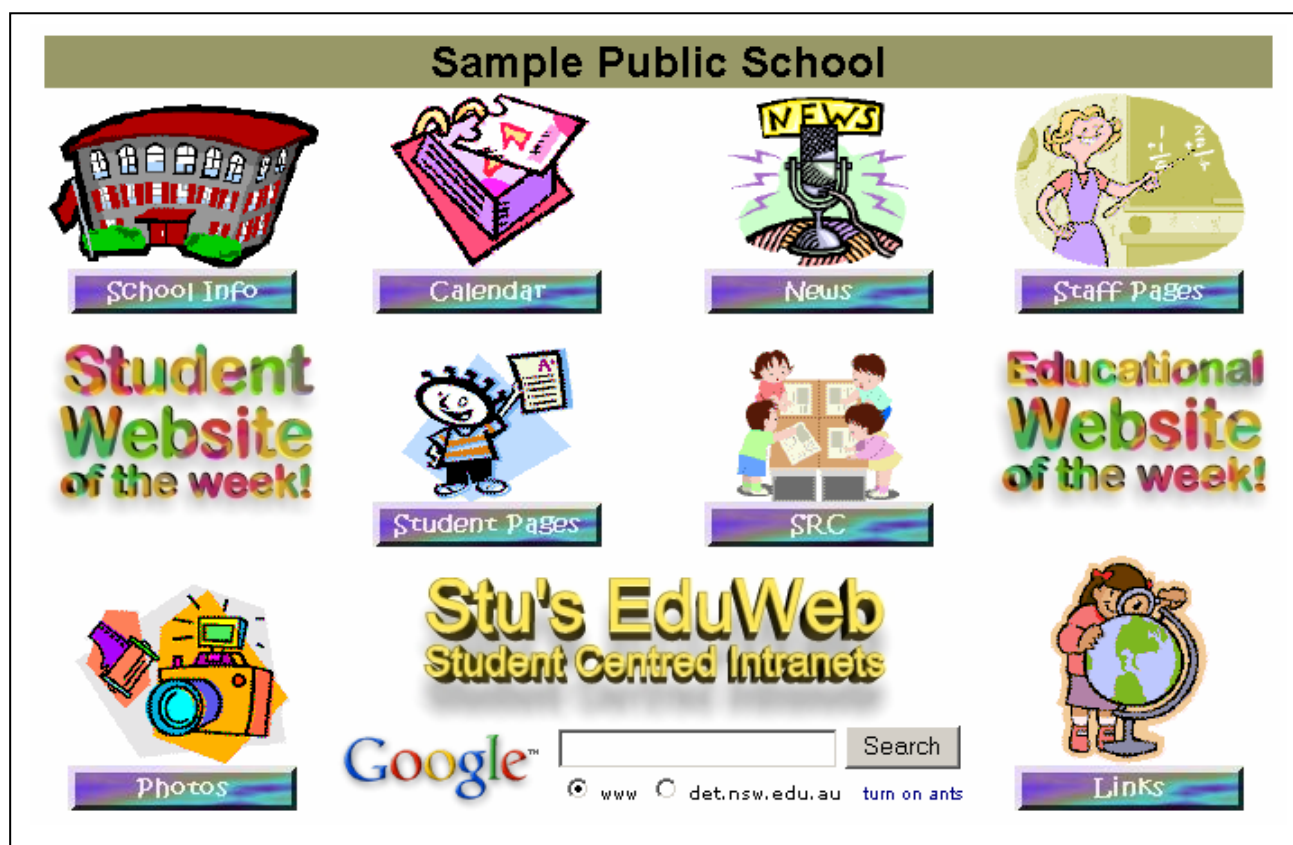 Sample Public School
NEWS
School Info
Calendar
News
Staff Pages
Student
Website
of the week!
A+
Educational
Website
of the week!
Student Pages
SRC
Stu's EduWeb
Student Centred Intranets
Google™
Search
www det.nsw.edu.au turn on ants
Photos
Links